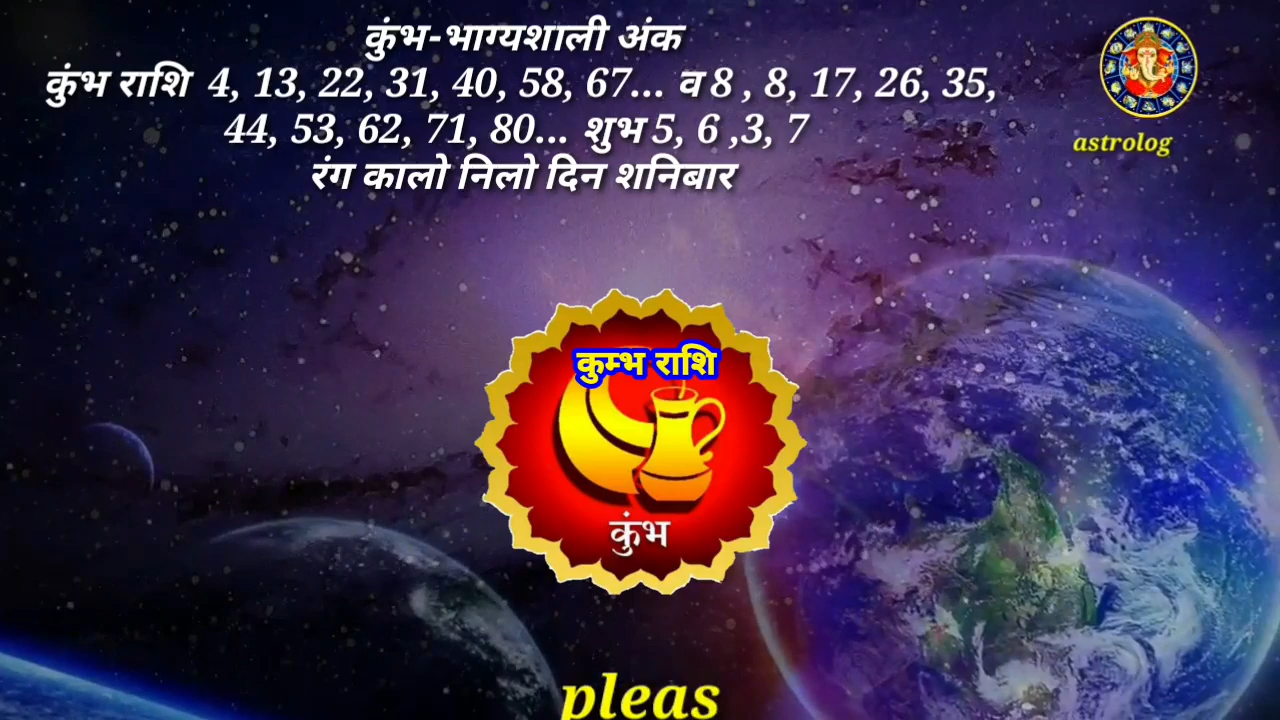 कुंभ-भाग्यशाली अंक
कुंभ राशि 4, 13, 22, 31, 40, 58, 67... व 8 , 8, 17, 26, 35,
44, 53, 62, 71, 80... शुभ 5, 6 ,3, 7
रंग कालो निलो दिन शनिबार
astrolog
कुम्भ राशि
कुंभ
pleas